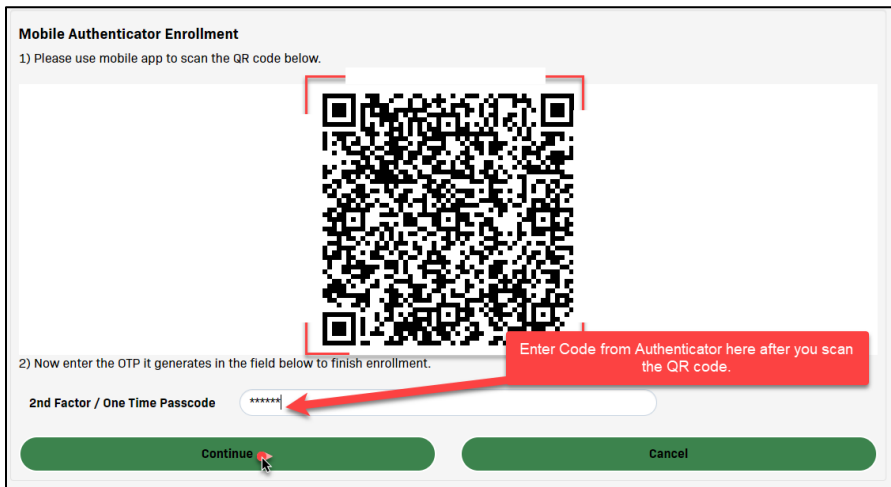 Mobile Authenticator Enrollment
1) Please use mobile app to scan the QR code below.
2) Now enter the OTP it generates in the field below to finish enrollment.
Enter Code from Authenticator here after you scan
the QR code.
2nd Factor / One Time Passcode
******
Continue
Cancel